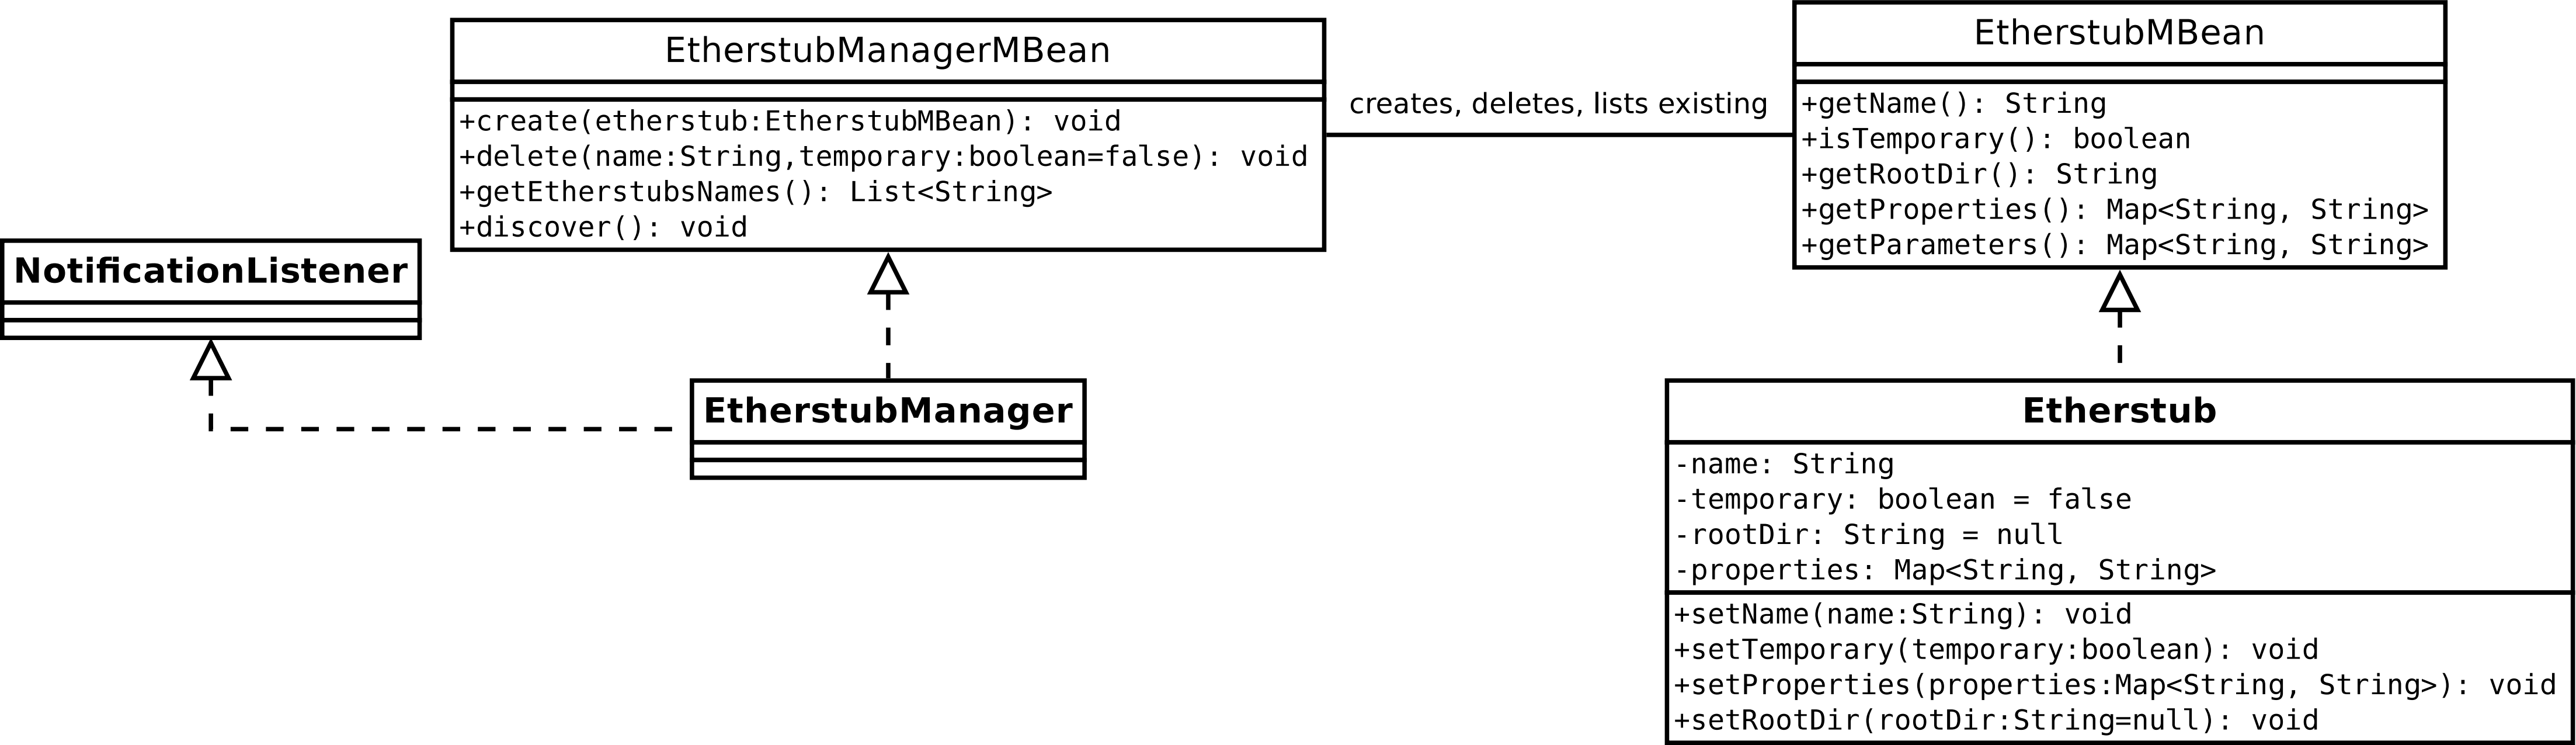 EtherstubManagerMBean
+create(etherstub:EtherstubMBean): void
+delete(name:String,temporary:boolean=false): void
+getEtherstubsNames(): List<String>
+discover(): void
creates, deletes, lists existing
EtherstubMBean
+getName(): String
+isTemporary(): boolean
+getRootDir(): String
+getProperties(): Map<String, String>
+getParameters(): Map<String, String>
NotificationListener
EtherstubManager
Etherstub
-name: String
-temporary: boolean = false
-rootDir: String = null
-properties: Map<String, String>
+setName(name:String): void
+setTemporary(temporary:boolean): void
+setProperties(properties:Map<String, String>): void
+setRootDir(rootDir:String=null): void